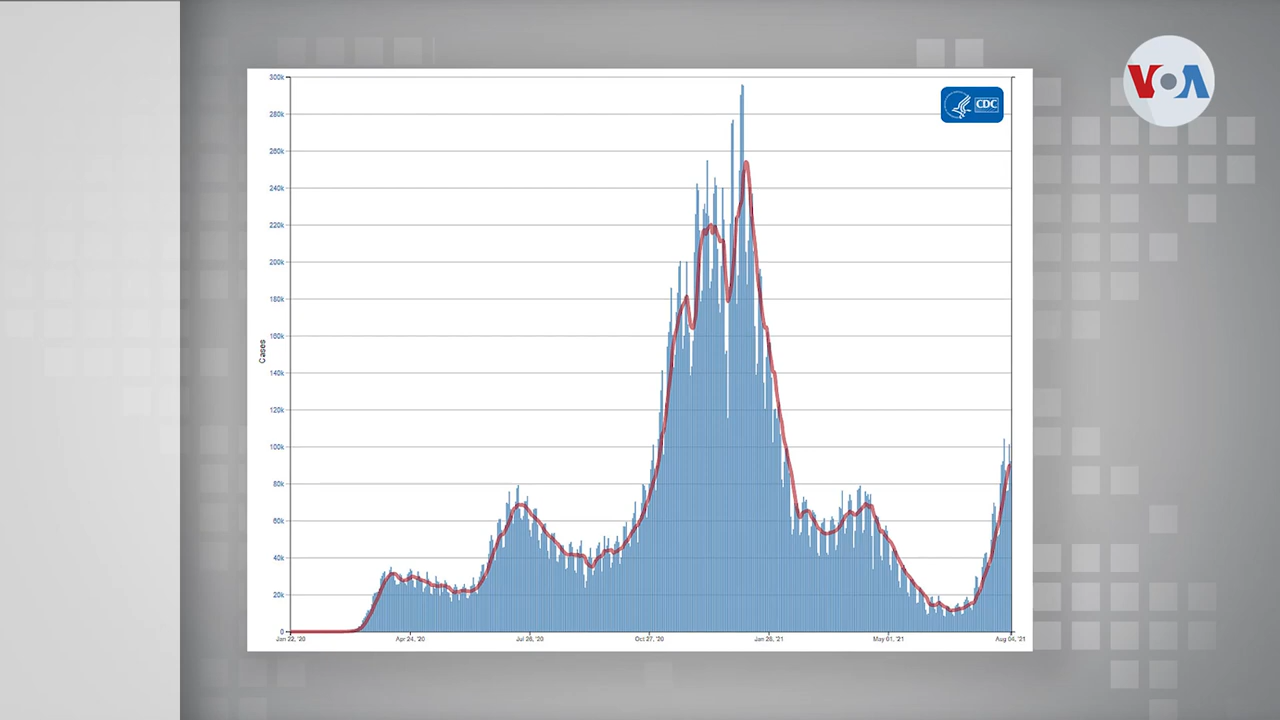 VOA
CDC
300k
280k
260k
240k
220k
200k
180k
160k
140k
120k
100k
80k
60k
40k
20k
0
Cases
Jan 22, '20
Apr 24, '20
Jul 26, '20
Oct 27, '20
Jan 28, '21
May 01, '21
Aug 04, '21